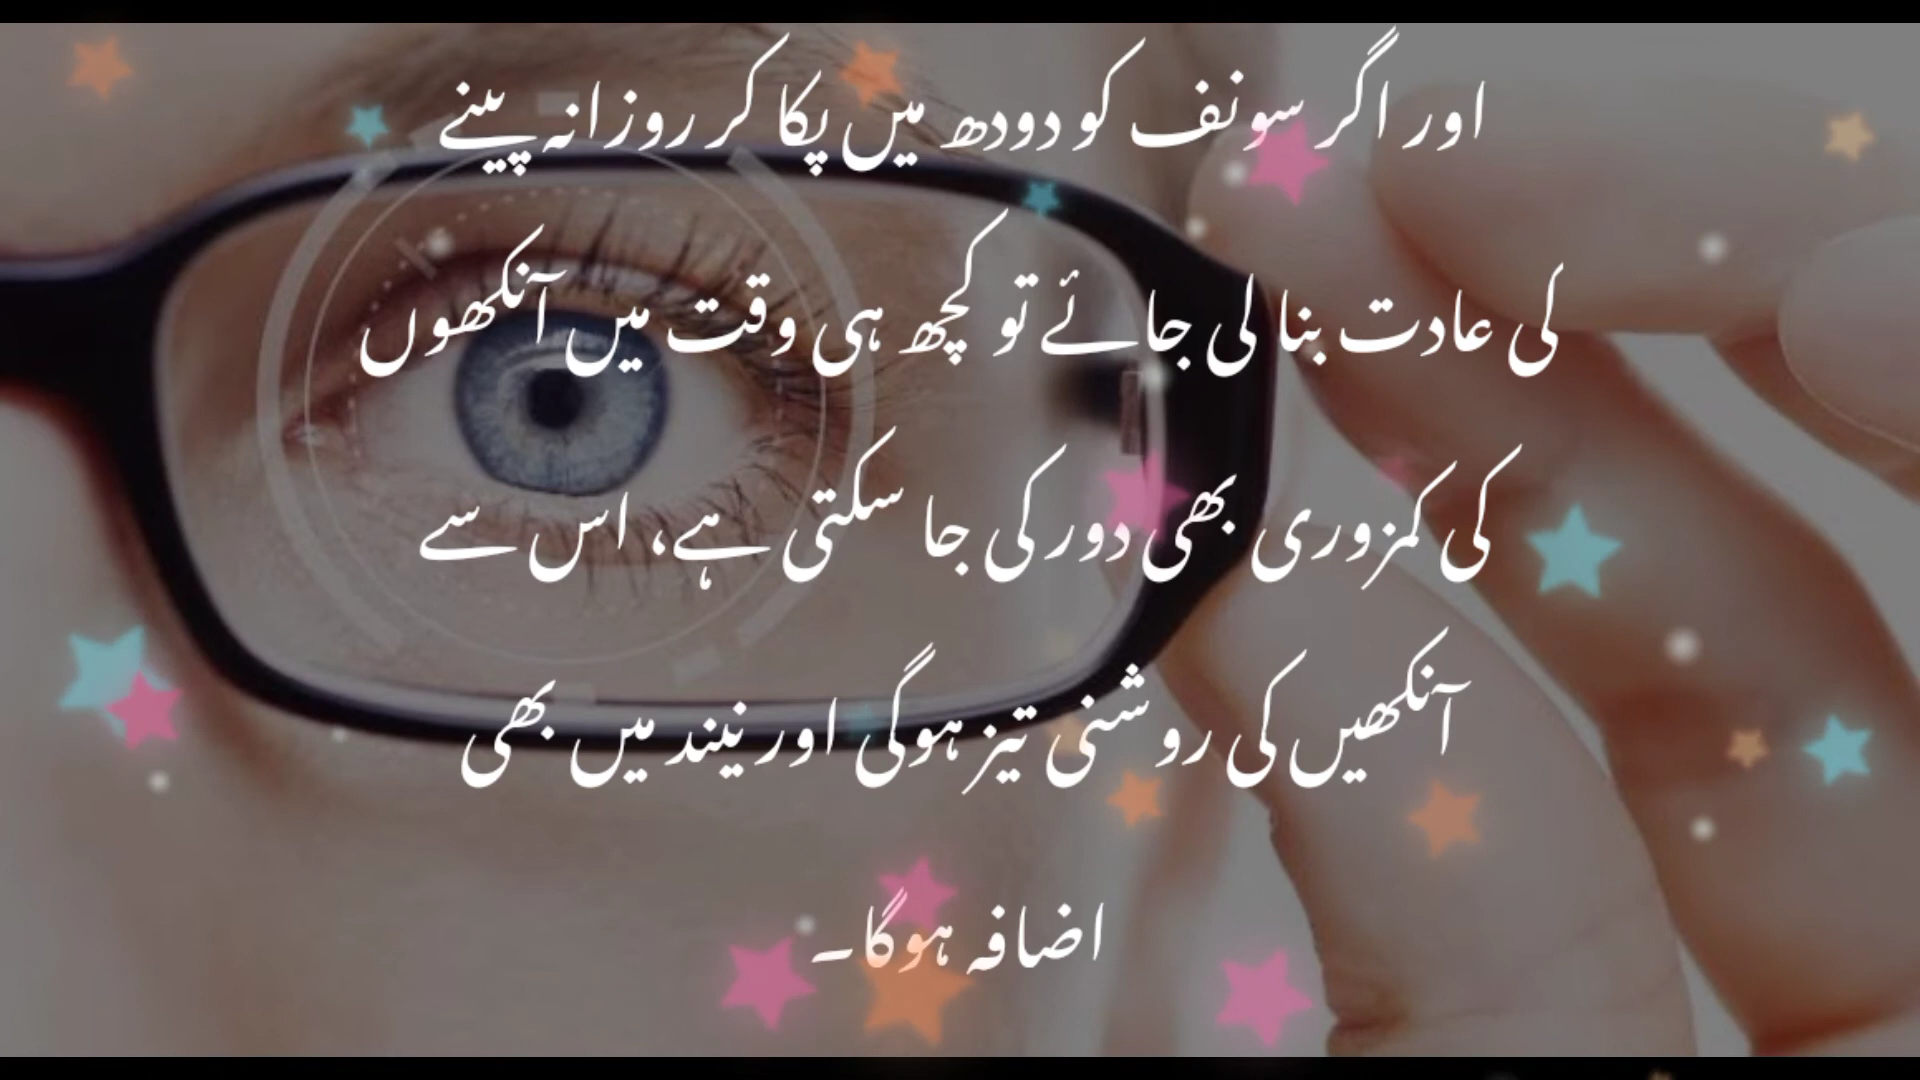 اور اگر سونف کو دودھ میں پکا کر روزانہ پینے
کی عادت بنا لی جائے تو کچھ ہی وقت میں آنکھوں
کی کمزوری بھی دور کی جا سکتی ہے، اس سے
آنکھیں کی روشنی تیز ہوگی اور نیند میں بھی
اضافہ ہوگا۔